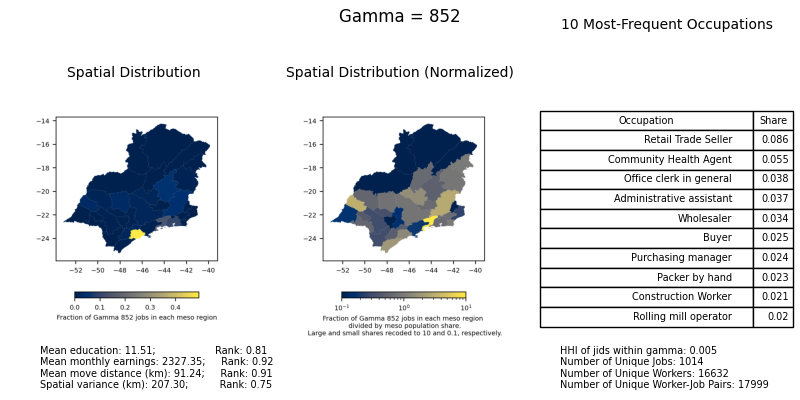 Gamma = 852
10 Most-Frequent Occupations
Spatial Distribution
Spatial Distribution (Normalized)
−14
−16
−18
−20
−22
−24
−52 −50 −48 −46 −44 −42 −40
0.0 0.1 0.2 0.3 0.4
Fraction of Gamma 852 jobs in each meso region
−14
−16
−18
−20
−22
−24
−52 −50 −48 −46 −44 −42 −40
10⁻¹ 10⁰ 10¹
Fraction of Gamma 852 jobs in each meso region
divided by meso population share.
Large and small shares recoded to 10 and 0.1, respectively.
Occupation Share
Retail Trade Seller 0.086
Community Health Agent 0.055
Office clerk in general 0.038
Administrative assistant 0.037
Wholesaler 0.034
Buyer 0.025
Purchasing manager 0.024
Packer by hand 0.023
Construction Worker 0.021
Rolling mill operator 0.02
Mean education: 11.51; Rank: 0.81
Mean monthly earnings: 2327.35; Rank: 0.92
Mean move distance (km): 91.24; Rank: 0.91
Spatial variance (km): 207.30; Rank: 0.75
HHI of jids within gamma: 0.005
Number of Unique Jobs: 1014
Number of Unique Workers: 16632
Number of Unique Worker-Job Pairs: 17999